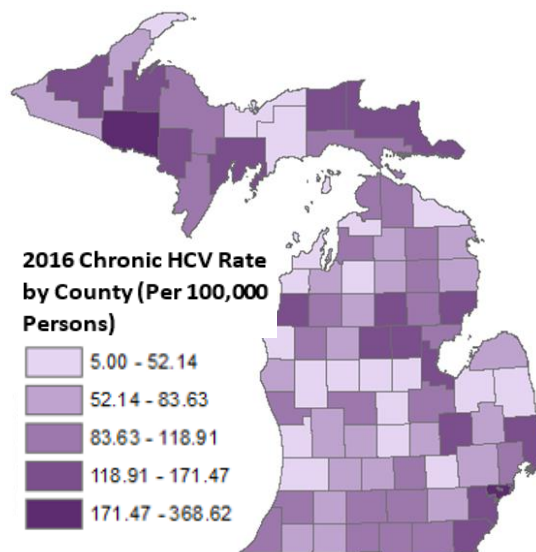 2016 Chronic HCV Rate
by County (Per 100,000
Persons)
5.00 - 52.14
52.14 - 83.63
83.63 - 118.91
118.91 - 171.47
171.47 - 368.62